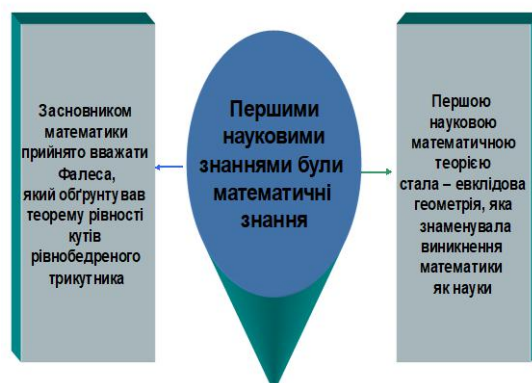 Засновником
математики
прийнято вважати
Фалеса,
який обґрунтував
теорему рівності
кутів
рівнобедреного
трикутника
Першими
науковими
знаннями були
математичні
знання
Першою
науковою
математичною
теорією
стала – евклідова
геометрія, яка
знаменувала
виникнення
математики
як науки